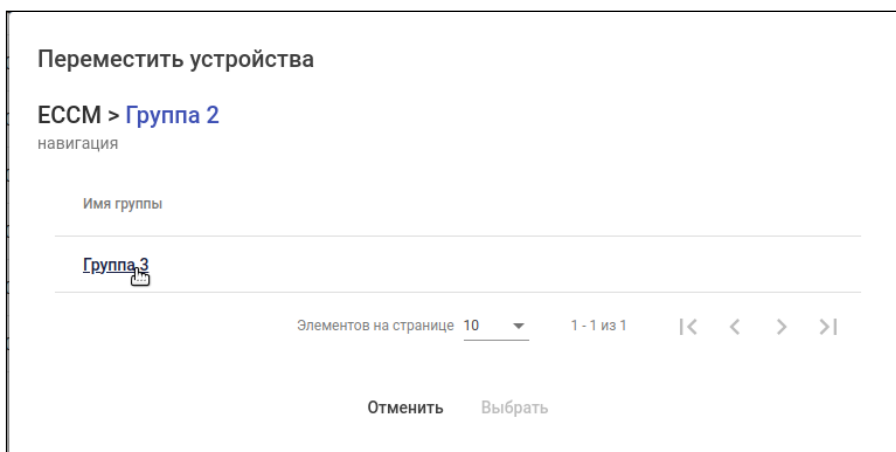 Переместить устройства
ECCM > Группа 2
навигация
Имя группы
Группа 3
Элементов на странице 10 1 - 1 из 1
Отменить Выбрать